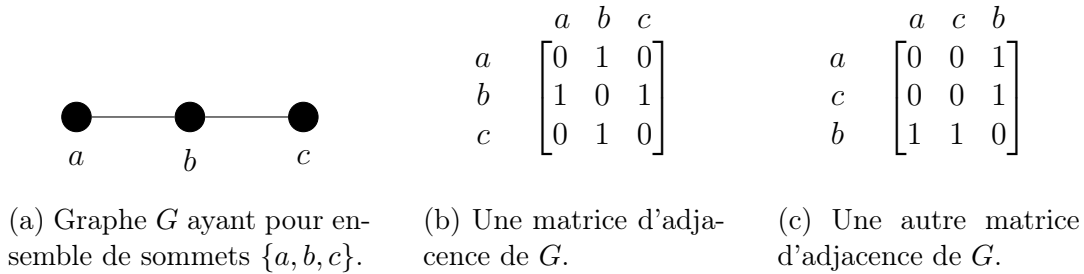 a b c
a c b
a
b
c
0 1 0
1 0 1
0 1 0
a
c
b
0 0 1
0 0 1
1 1 0
a b c
(a) Graphe G ayant pour en-
semble de sommets {a, b, c}.
(b) Une matrice d'adja-
cence de G.
(c) Une autre matrice
d'adjacence de G.